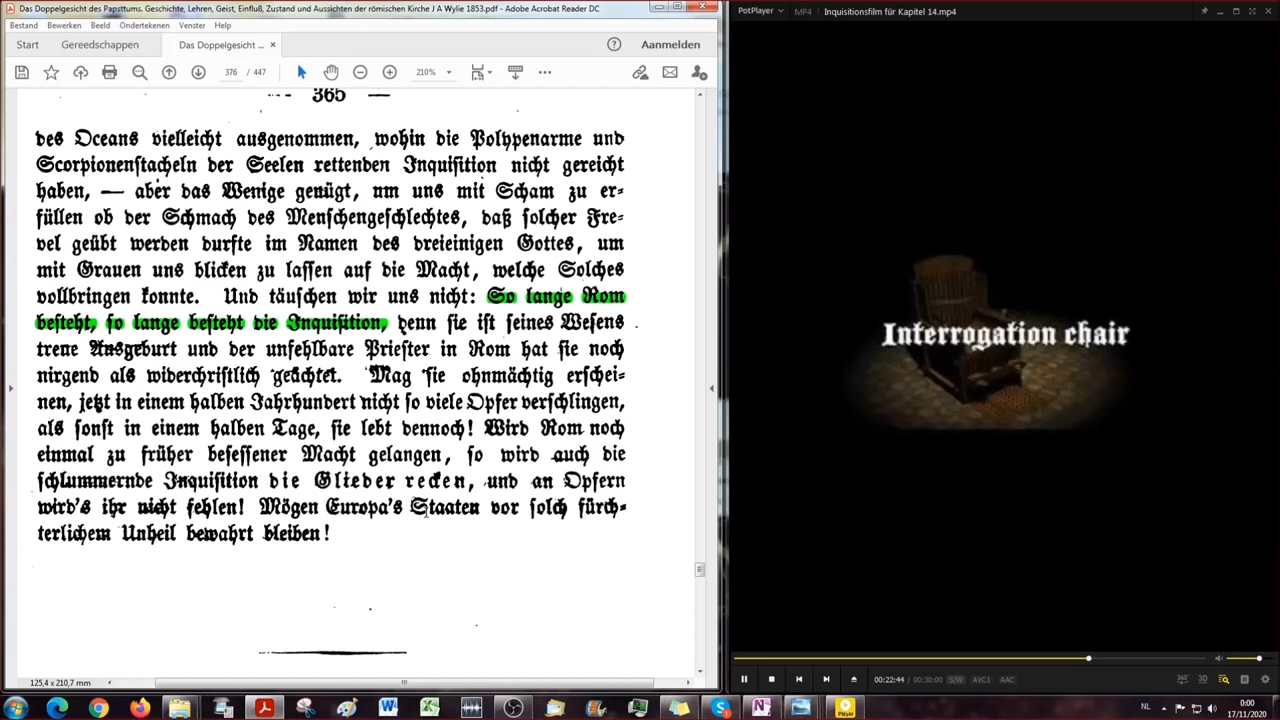 Das Doppelgesicht des Papsttums. Geschichte, Lehren, Geist, Einfluß, Zustand und Aussichten der römischen Kirche J A Wylie 1853.pdf - Adobe Acrobat Reader DC
Bestand Bewerken Beeld Ondertekenen Venster Help
Start Gereedschappen Das Doppelgesicht ... × Anmelden
376 / 447 210%
365 —
des Oceans vielleicht ausgenommen, wohin die Polypenarme und
Scorpionenstacheln der Seelen rettenden Inquisition nicht gereicht
haben, — aber das Wenige genügt, um uns mit Scham zu er-
füllen ob der Schmach des Menschengeschlechtes, daß solcher Fre-
vel geübt werden durfte im Namen des dreieinigen Gottes, um
mit Grauen uns blicken zu lassen auf die Macht, welche Solches
vollbringen konnte. Und täuschen wir uns nicht: So lange Rom
besteht, so lange besteht die Inquisition, denn sie ist seines Wesens
treue Ausgeburt und der unfehlbare Priester in Rom hat sie noch
nirgend als widerchristlich geächtet. Mag sie ohnmächtig erschei-
nen, jetzt in einem halben Jahrhundert nicht so viele Opfer verschlingen,
als sonst in einem halben Tage, sie lebt dennoch! Wird Rom noch
einmal zu früher besessener Macht gelangen, so wird auch die
schlummernde Inquisition die Glieder recken, und an Opfern
wird's ihr nicht fehlen! Mögen Europa's Staaten vor solch fürch-
terlichem Unheil bewahrt bleiben!
125,4 x 210,7 mm
PotPlayer MP4 Inquisitionsfilm für Kapitel 14.mp4
Interrogation chair
00:22:44 / 00:30:00 S/W AVC1 AAC 360° 3D
NL 0:00
17/11/2020